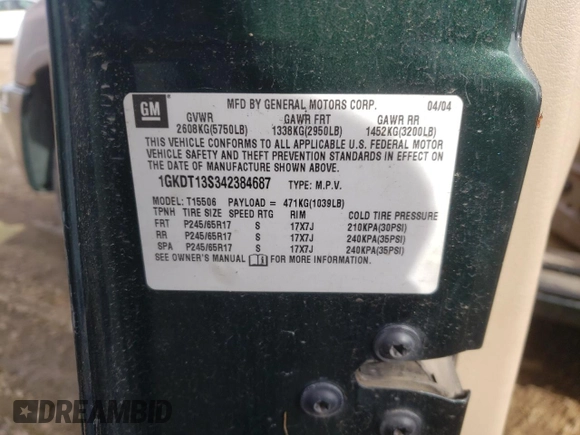 GM
MFD BY GENERAL MOTORS CORP. 04/04
GVWR GAWR FRT GAWR RR
2608KG(5750LB) 1338KG(2950LB) 1452KG(3200LB)
THIS VEHICLE CONFORMS TO ALL APPLICABLE U.S. FEDERAL MOTOR
VEHICLE SAFETY AND THEFT PREVENTION STANDARDS IN EFFECT ON
THE DATE OF MANUFACTURE SHOWN ABOVE.
1GKDT13S342384687 TYPE: M.P.V.
MODEL: T15506 PAYLOAD = 471KG(1039LB)
TPNH TIRE SIZE SPEED RTG RIM COLD TIRE PRESSURE
FRT P245/65R17 S 17X7J 210KPA(30PSI)
RR P245/65R17 S 17X7J 240KPA(35PSI)
SPA P245/65R17 S 17X7J 240KPA(35PSI)
SEE OWNER'S MANUAL FOR MORE INFORMATION.
DREAMBID